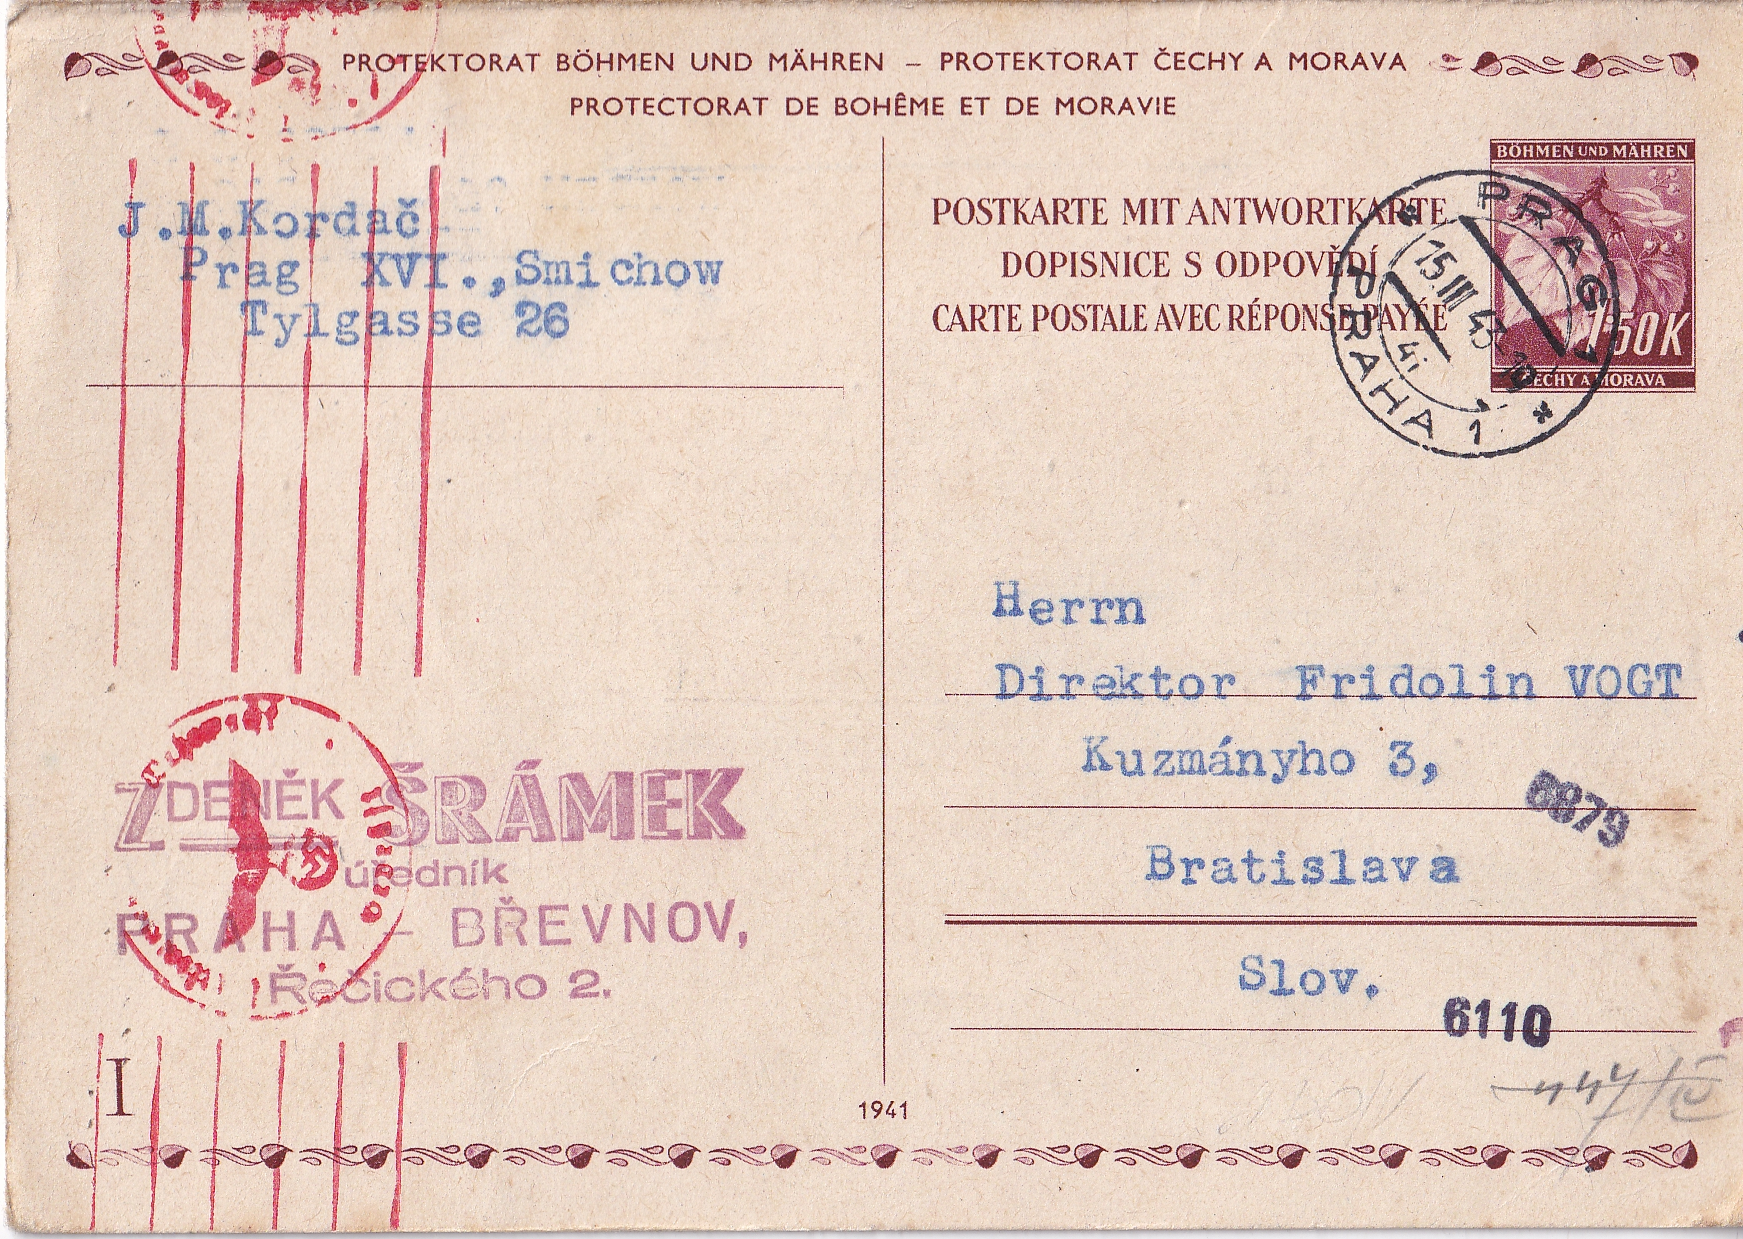 PROTEKTORAT BÖHMEN UND MÄHREN – PROTEKTORAT ČECHY A MORAVA
PROTECTORAT DE BOHÊME ET DE MORAVIE
BÖHMEN UND MÄHREN
1·50K
ČECHY A MORAVA
POSTKARTE MIT ANTWORTKARTE
DOPISNICE S ODPOVĚDÍ
CARTE POSTALE AVEC RÉPONSE PAYÉE
PRAG 1
15.III.43-19
PRAHA 1
J.M.Kordač
Prag XVI.,Smichow
Tylgasse 26
Herrn
Direktor Fridolin VOGT
Kuzmányho 3,
6879
Bratislava
Slov.
6110
ZDENĚK ŠRÁMEK
úředník
PRAHA – BŘEVNOV,
Řečického 2.
I
1941